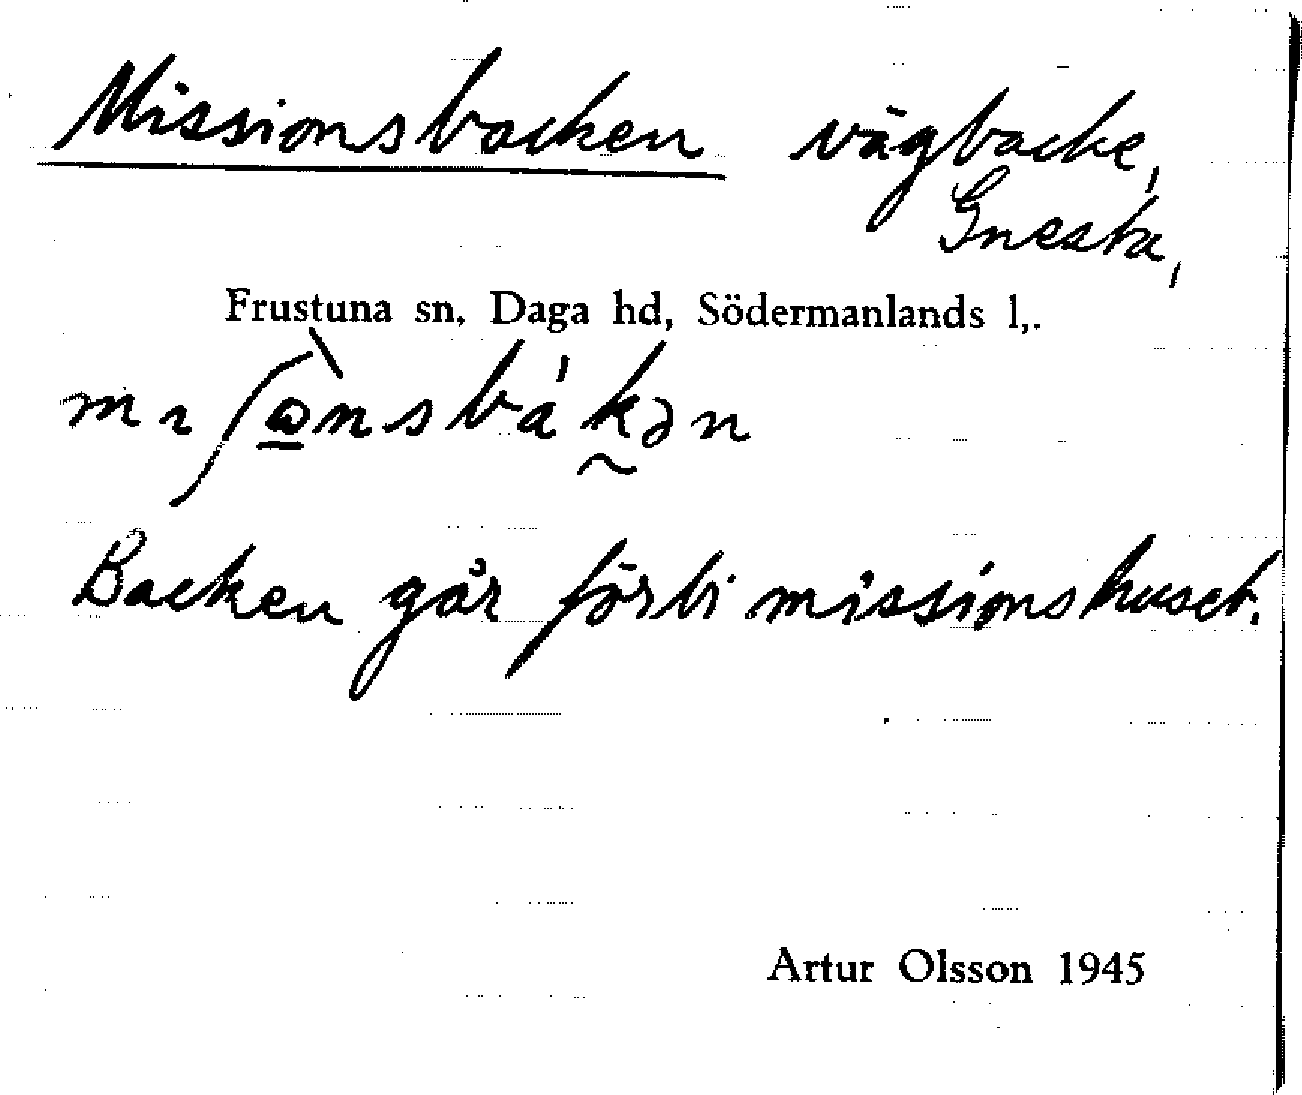 Missionsbacken vägbacke,
Gnesta,
Frustuna sn, Daga hd, Södermanlands l,.
Backen går förbi missionshuset.
Artur Olsson 1945